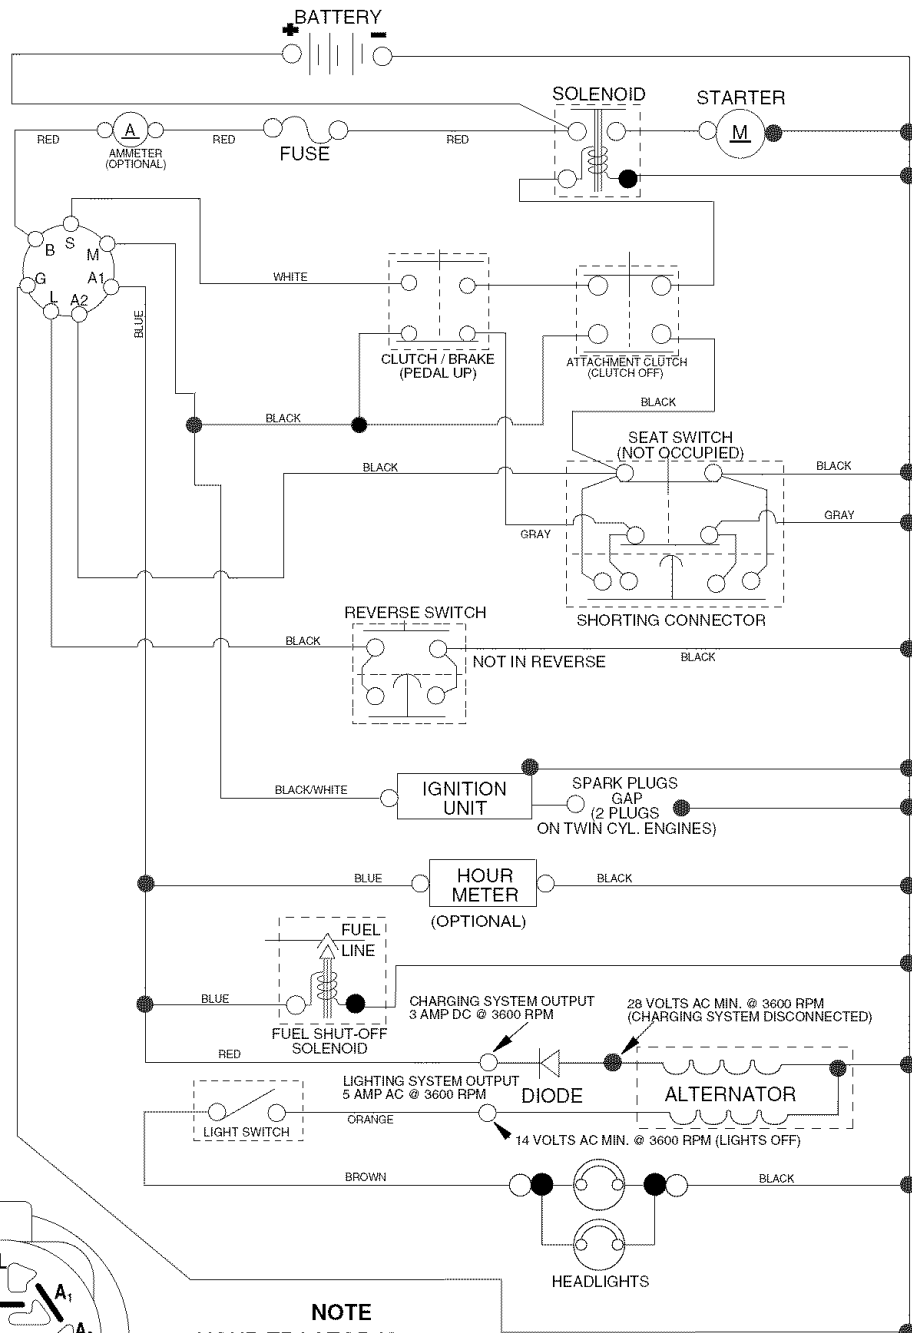 BATTERY
+
-
SOLENOID
STARTER
A
M
RED
RED
RED
AMMETER
(OPTIONAL)
FUSE
B
S
M
G
A1
L
A2
BLUE
WHITE
CLUTCH / BRAKE
(PEDAL UP)
ATTACHMENT CLUTCH
(CLUTCH OFF)
BLACK
BLACK
SEAT SWITCH
(NOT OCCUPIED)
BLACK
BLACK
GRAY
GRAY
SHORTING CONNECTOR
REVERSE SWITCH
BLACK
NOT IN REVERSE
BLACK
BLACK/WHITE
IGNITION
UNIT
SPARK PLUGS
GAP
(2 PLUGS
ON TWIN CYL. ENGINES)
BLUE
HOUR
METER
BLACK
(OPTIONAL)
FUEL
LINE
BLUE
CHARGING SYSTEM OUTPUT
3 AMP DC @ 3600 RPM
28 VOLTS AC MIN. @ 3600 RPM
(CHARGING SYSTEM DISCONNECTED)
FUEL SHUT-OFF
SOLENOID
RED
LIGHTING SYSTEM OUTPUT
5 AMP AC @ 3600 RPM
DIODE
ALTERNATOR
LIGHT SWITCH
ORANGE
14 VOLTS AC MIN. @ 3600 RPM (LIGHTS OFF)
BROWN
BLACK
HEADLIGHTS
L
A1
NOTE